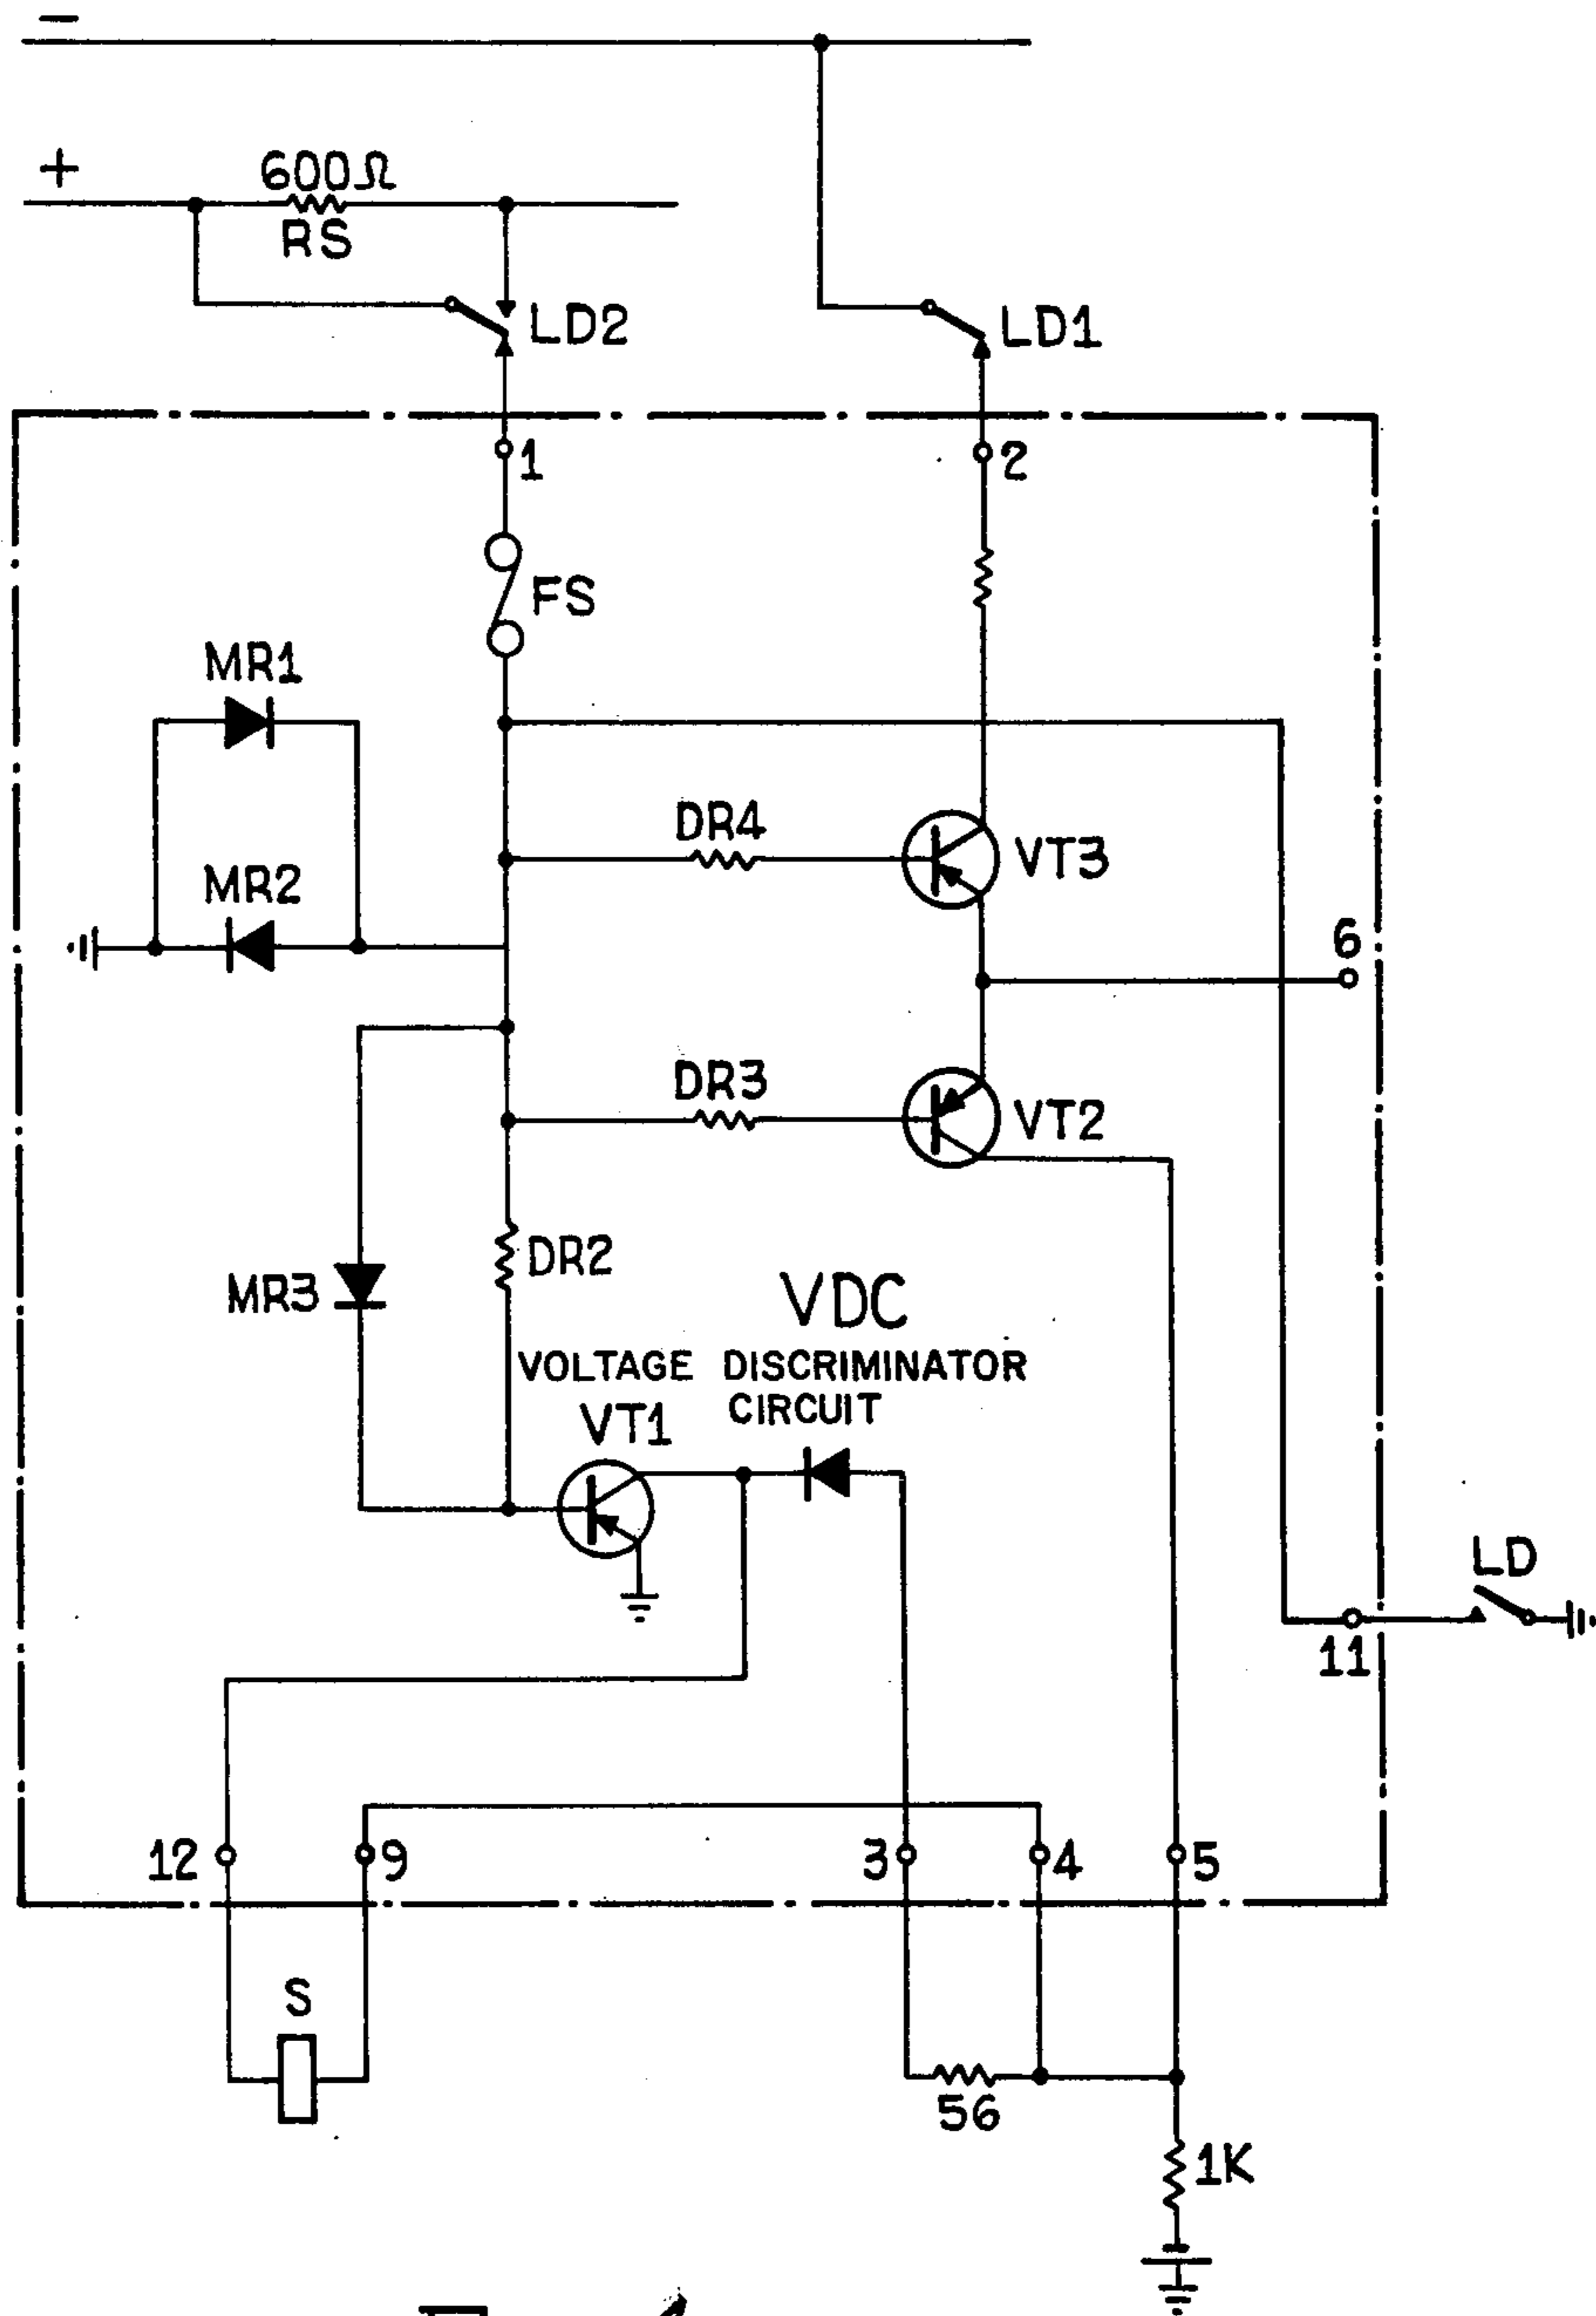 −
+
600Ω
RS
LD2
LD1
1
2
FS
MR1
DR4
VT3
MR2
6
DR3
VT2
DR2
MR3
VDC
VOLTAGE DISCRIMINATOR
CIRCUIT
VT1
LD
11
12
9
3
4
5
S
56
1K